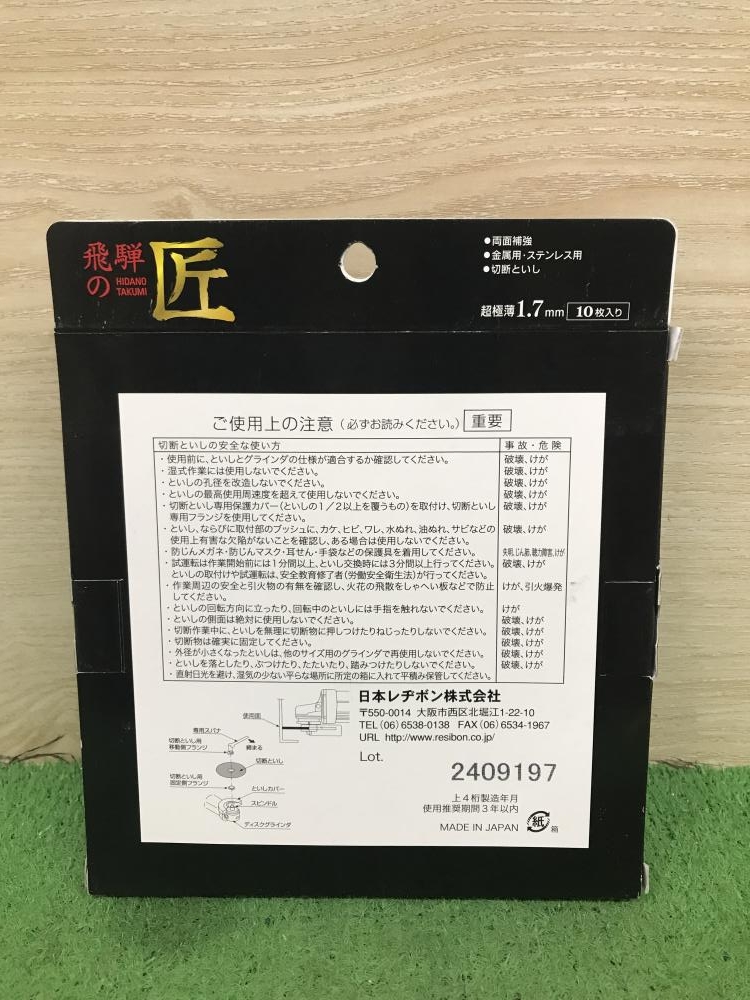 飛騨の匠
HIDANO
TAKUMI
●両面補強
●金属用・ステンレス用
●切断といし
超極薄1.7mm 10枚入り
ご使用上の注意（必ずお読みください。） 重要
切断といしの安全な使い方 事故・危険
・使用前に、といしとグラインダの仕様が適合するか確認してください。 破壊、けが
・湿式作業には使用しないでください。 破壊、けが
・といしの孔径を改造しないでください。 破壊、けが
・といしの最高使用周速度を超えて使用しないでください。 破壊、けが
・切断といし専用保護カバー（といしの1／2以上を覆うもの）を取付け、切断といし 破壊、けが
専用フランジを使用してください。
・といし、ならびに取付部のブッシュに、カケ、ヒビ、ワレ、水ぬれ、油ぬれ、サビなどの 破壊、けが
使用上有害な欠陥がないことを確認し、ある場合は使用しないでください。
・防じんメガネ・防じんマスク・耳せん・手袋などの保護具を着用してください。 失明、じん肺、聴力障害、けが
・試運転は作業開始前には1分間以上、といし交換時には3分間以上行ってください。 破壊、けが
といしの取付けや試運転は、安全教育修了者（労働安全衛生法）が行ってください。
・作業周辺の安全と引火物の有無を確認し、火花の飛散をしゃへい板などで防止 けが、引火爆発
してください。
・といしの回転方向に立ったり、回転中のといしには手指を触れないでください。 けが
・といしの側面は絶対に使用しないでください。 破壊、けが
・切断作業中に、といしを無理に切断物に押しつけたりねじったりしないでください。 破壊、けが
・切断物は確実に固定してください。 破壊、けが
・外径が小さくなったといしは、他のサイズ用のグラインダで再使用しないでください。 破壊、けが
・といしを落としたり、ぶつけたり、たたいたり、踏みつけたりしないでください。 破壊、けが
・直射日光を避け、湿気の少ない平らな場所に所定の箱に入れて平積み保管してください。
使用面
専用スパナ
締まる
切断といし用
移動側フランジ
切断といし
切断といし用
固定側フランジ
といしカバー
スピンドル
ディスクグラインダ
日本レヂボン株式会社
〒550-0014 大阪市西区北堀江1-22-10
TEL（06）6538-0138 FAX（06）6534-1967
URL http://www.resibon.co.jp/
Lot.
2409197
上4桁製造年月
使用推奨期間3年以内
MADE IN JAPAN 紙 箱